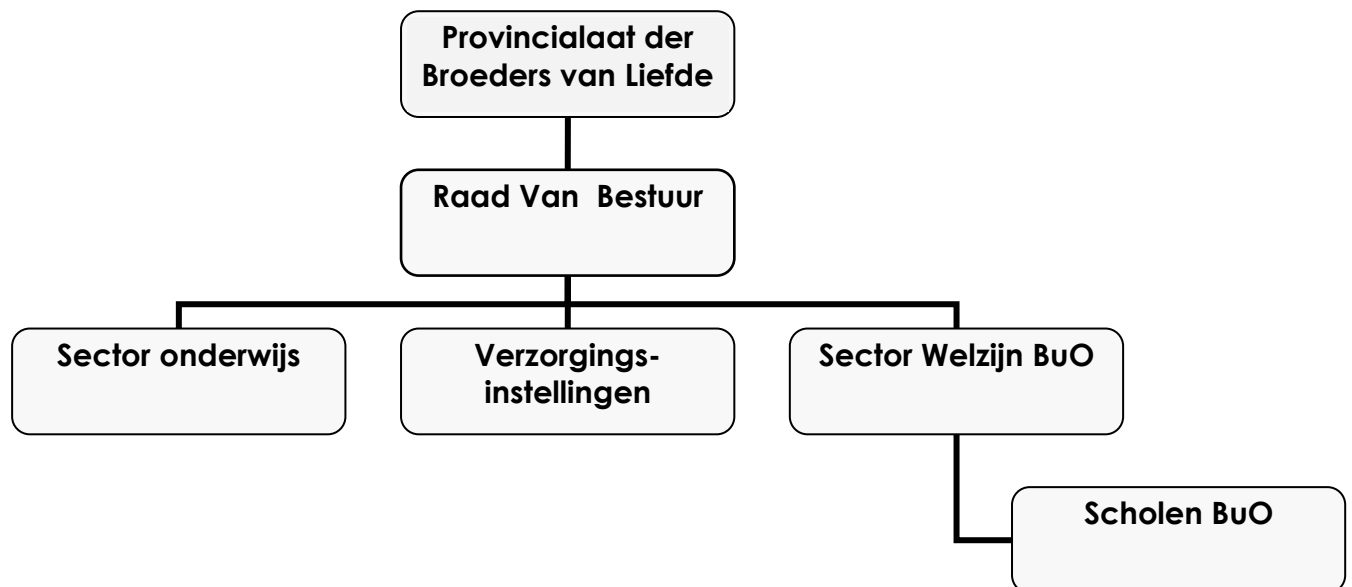 Provincialaat der
Broeders van Liefde
Raad Van  Bestuur
Sector onderwijs
Verzorgings-
instellingen
Sector Welzijn BuO
Scholen BuO